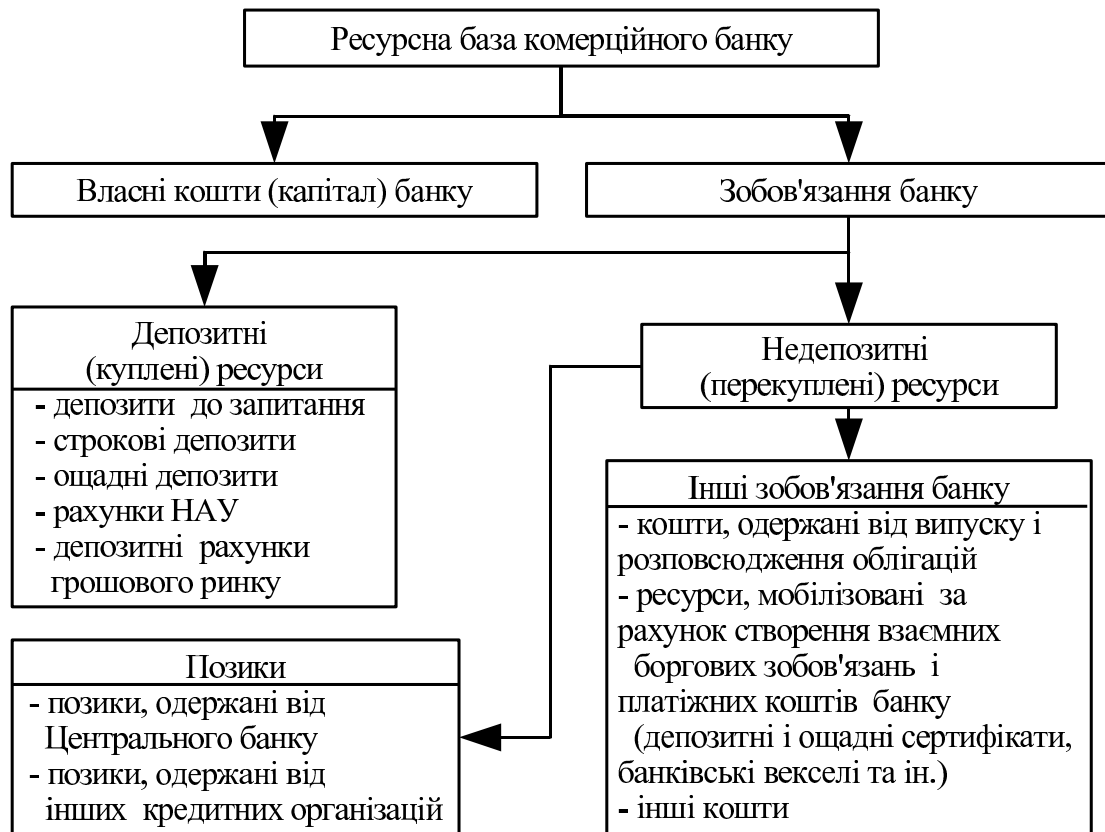 Ресурсна база комерційного банку
Власні кошти (капітал) банку
Зобов'язання банку
Депозитні
(куплені) ресурси
- депозити до запитання
- строкові депозити
- ощадні депозити
- рахунки НАУ
- депозитні рахунки
грошового ринку
Недепозитні
(перекуплені) ресурси
Інші зобов'язання банку
- кошти, одержані від випуску і
розповсюдження облігацій
- ресурси, мобілізовані за
рахунок створення взаємних
боргових зобов'язань і
платіжних коштів банку
(депозитні і ощадні сертифікати,
банківські векселі та ін.)
- інші кошти
Позики
- позики, одержані від
Центрального банку
- позики, одержані від
інших кредитних організацій